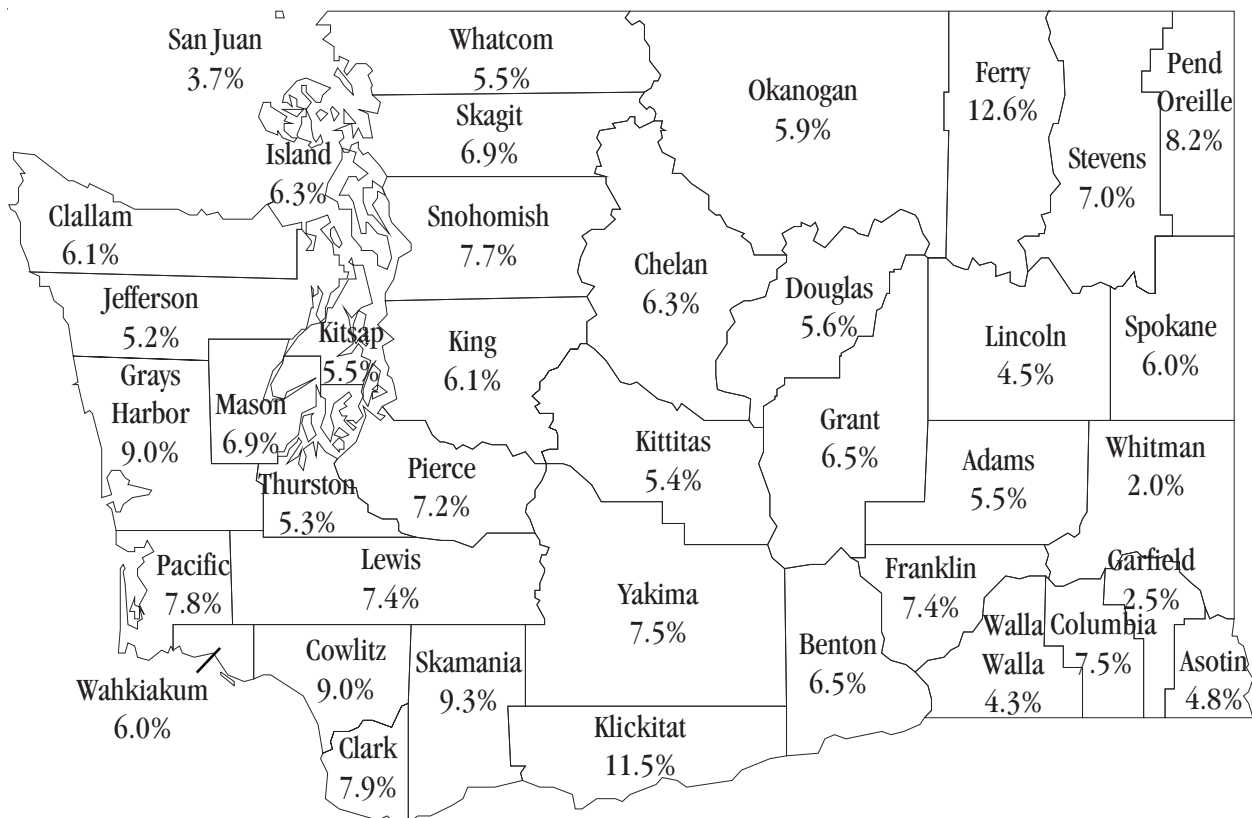 San Juan
3.7%
Whatcom
5.5%
Skagit
6.9%
Island
6.3%
Okanogan
5.9%
Ferry
12.6%
Stevens
7.0%
Pend
Oreille
8.2%
Clallam
6.1%
Snohomish
7.7%
Chelan
6.3%
Douglas
5.6%
Jefferson
5.2%
Kitsap
5.5%
King
6.1%
Lincoln
4.5%
Spokane
6.0%
Grays
Harbor
9.0%
Mason
6.9%
Kittitas
5.4%
Grant
6.5%
Adams
5.5%
Whitman
2.0%
Thurston
5.3%
Pierce
7.2%
Pacific
7.8%
Lewis
7.4%
Yakima
7.5%
Franklin
7.4%
Garfield
2.5%
Walla
Walla
4.3%
Columbia
7.5%
Benton
6.5%
Asotin
4.8%
Wahkiakum
6.0%
Cowlitz
9.0%
Skamania
9.3%
Clark
7.9%
Klickitat
11.5%